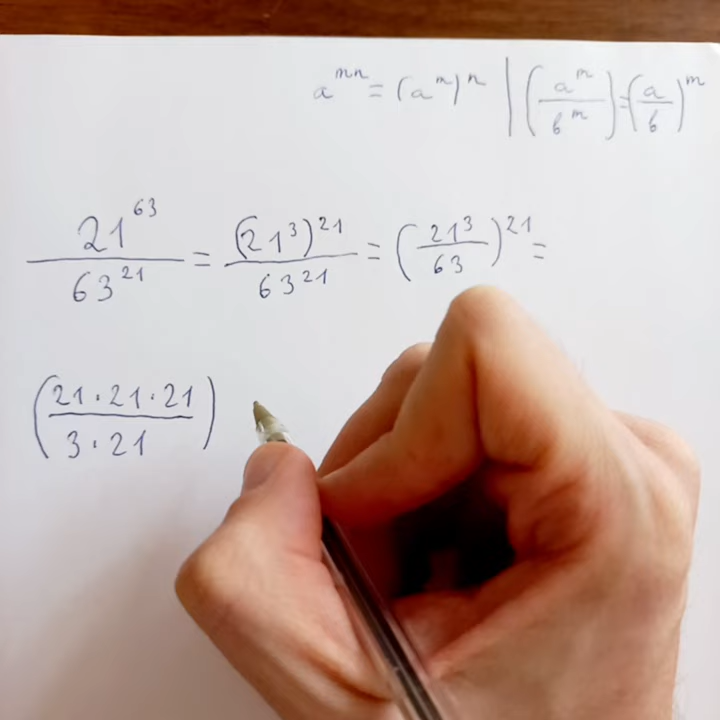 a^{mn} = (a^m)^n | (a^m/b^m) = (a/b)^m
21^{63}/63^{21} = (21^3)^{21}/63^{21} = (21^3/63)^{21} =
(21·21·21/3·21)